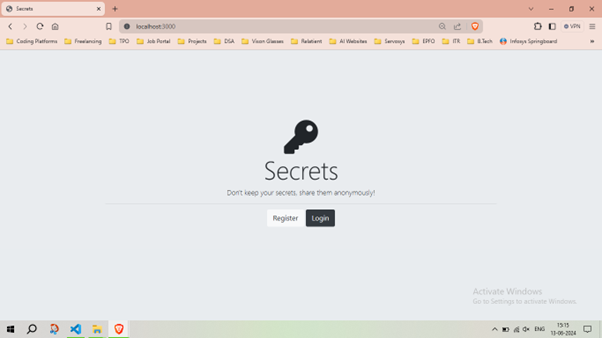 Secrets
localhost:3000
VPN
Coding Platforms
Freelancing
TPO
Job Portal
Projects
DSA
Vison Glasses
Relatient
AI Websites
Servosys
EPFO
ITR
B.Tech
Infosys Springboard
Secrets
Don't keep your secrets, share them anonymously!
Register
Login
Activate Windows
Go to Settings to activate Windows.
ENG
15:15
13-06-2024